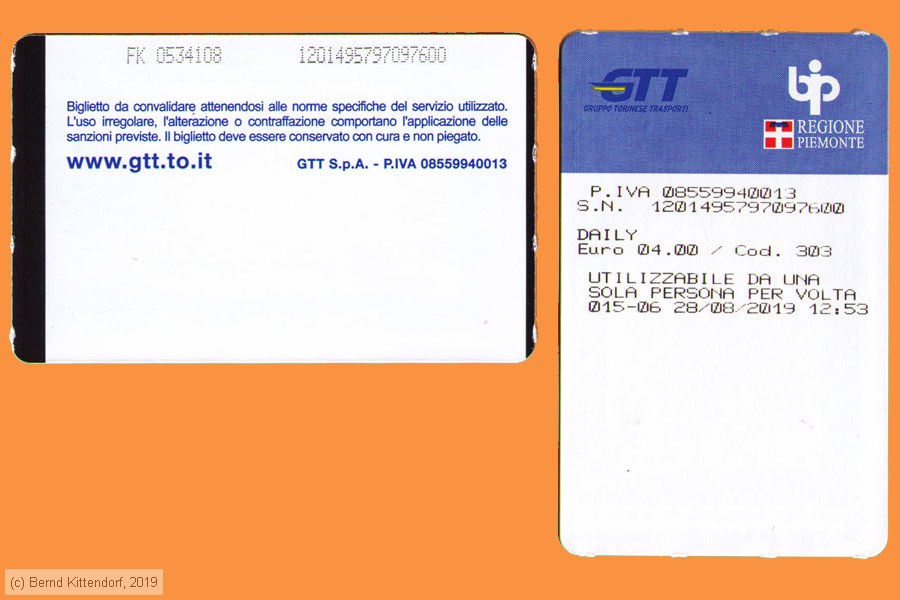 FK 0534108 1201495797097600
Biglietto da convalidare attenendosi alle norme specifiche del servizio utilizzato.
L'uso irregolare, l'alterazione o contraffazione comportano l'applicazione delle
sanzioni previste. Il biglietto deve essere conservato con cura e non piegato.
www.gtt.to.it GTT S.p.A. - P.IVA 08559940013
GTT
GRUPPO TORINESE TRASPORTI
bip
REGIONE
PIEMONTE
P.IVA 08559940013
S.N. 1201495797097600
DAILY
Euro 04.00 / Cod. 303
UTILIZZABILE DA UNA
SOLA PERSONA PER VOLTA
015-06 28/08/2019 12:53
(c) Bernd Kittendorf, 2019